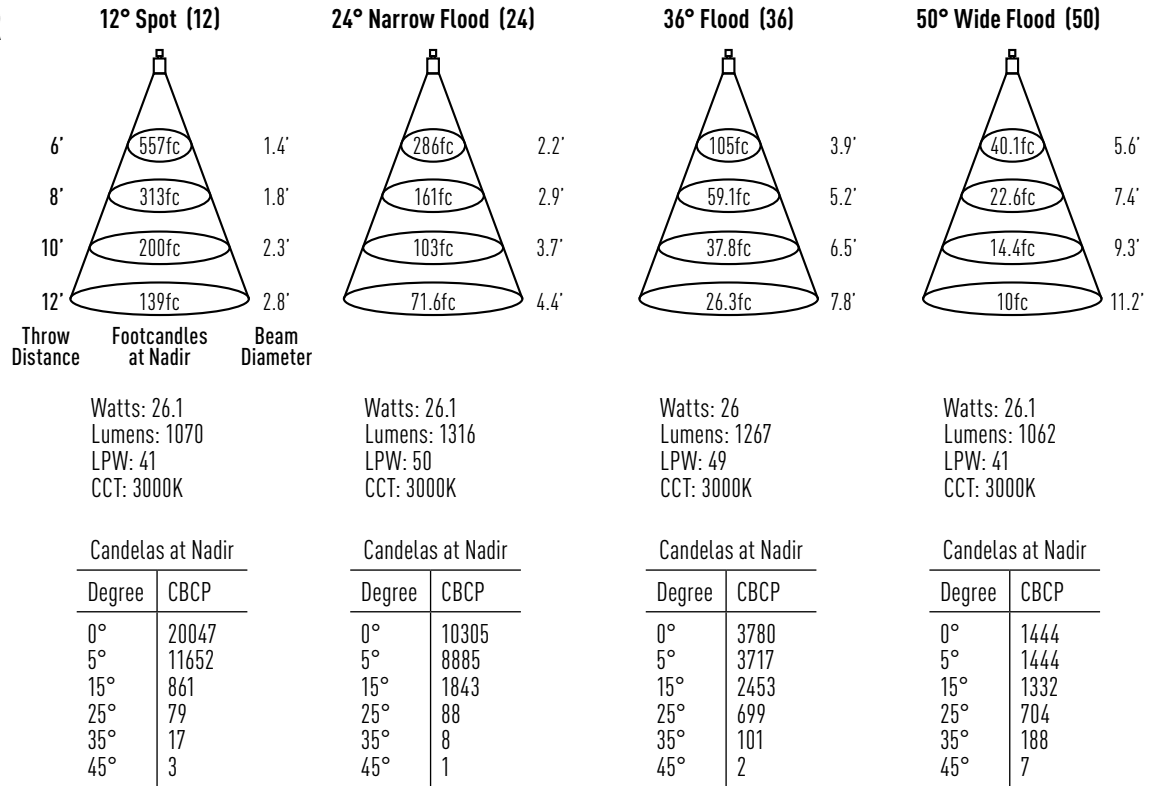 12° Spot (12)
24° Narrow Flood (24)
36° Flood (36)
50° Wide Flood (50)
6' 557fc 1.4' 286fc 2.2' 105fc 3.9' 40.1fc 5.6'
8' 313fc 1.8' 161fc 2.9' 59.1fc 5.2' 22.6fc 7.4'
10' 200fc 2.3' 103fc 3.7' 37.8fc 6.5' 14.4fc 9.3'
12' 139fc 2.8' 71.6fc 4.4' 26.3fc 7.8' 10fc 11.2'
Throw Distance
Footcandles at Nadir
Beam Diameter
Watts: 26.1
Lumens: 1070
LPW: 41
CCT: 3000K
Watts: 26.1
Lumens: 1316
LPW: 50
CCT: 3000K
Watts: 26
Lumens: 1267
LPW: 49
CCT: 3000K
Watts: 26.1
Lumens: 1062
LPW: 41
CCT: 3000K
Candelas at Nadir
Degree CBCP
0° 20047
5° 11652
15° 861
25° 79
35° 17
45° 3
Candelas at Nadir
Degree CBCP
0° 10305
5° 8885
15° 1843
25° 88
35° 8
45° 1
Candelas at Nadir
Degree CBCP
0° 3780
5° 3717
15° 2453
25° 699
35° 101
45° 2
Candelas at Nadir
Degree CBCP
0° 1444
5° 1444
15° 1332
25° 704
35° 188
45° 7